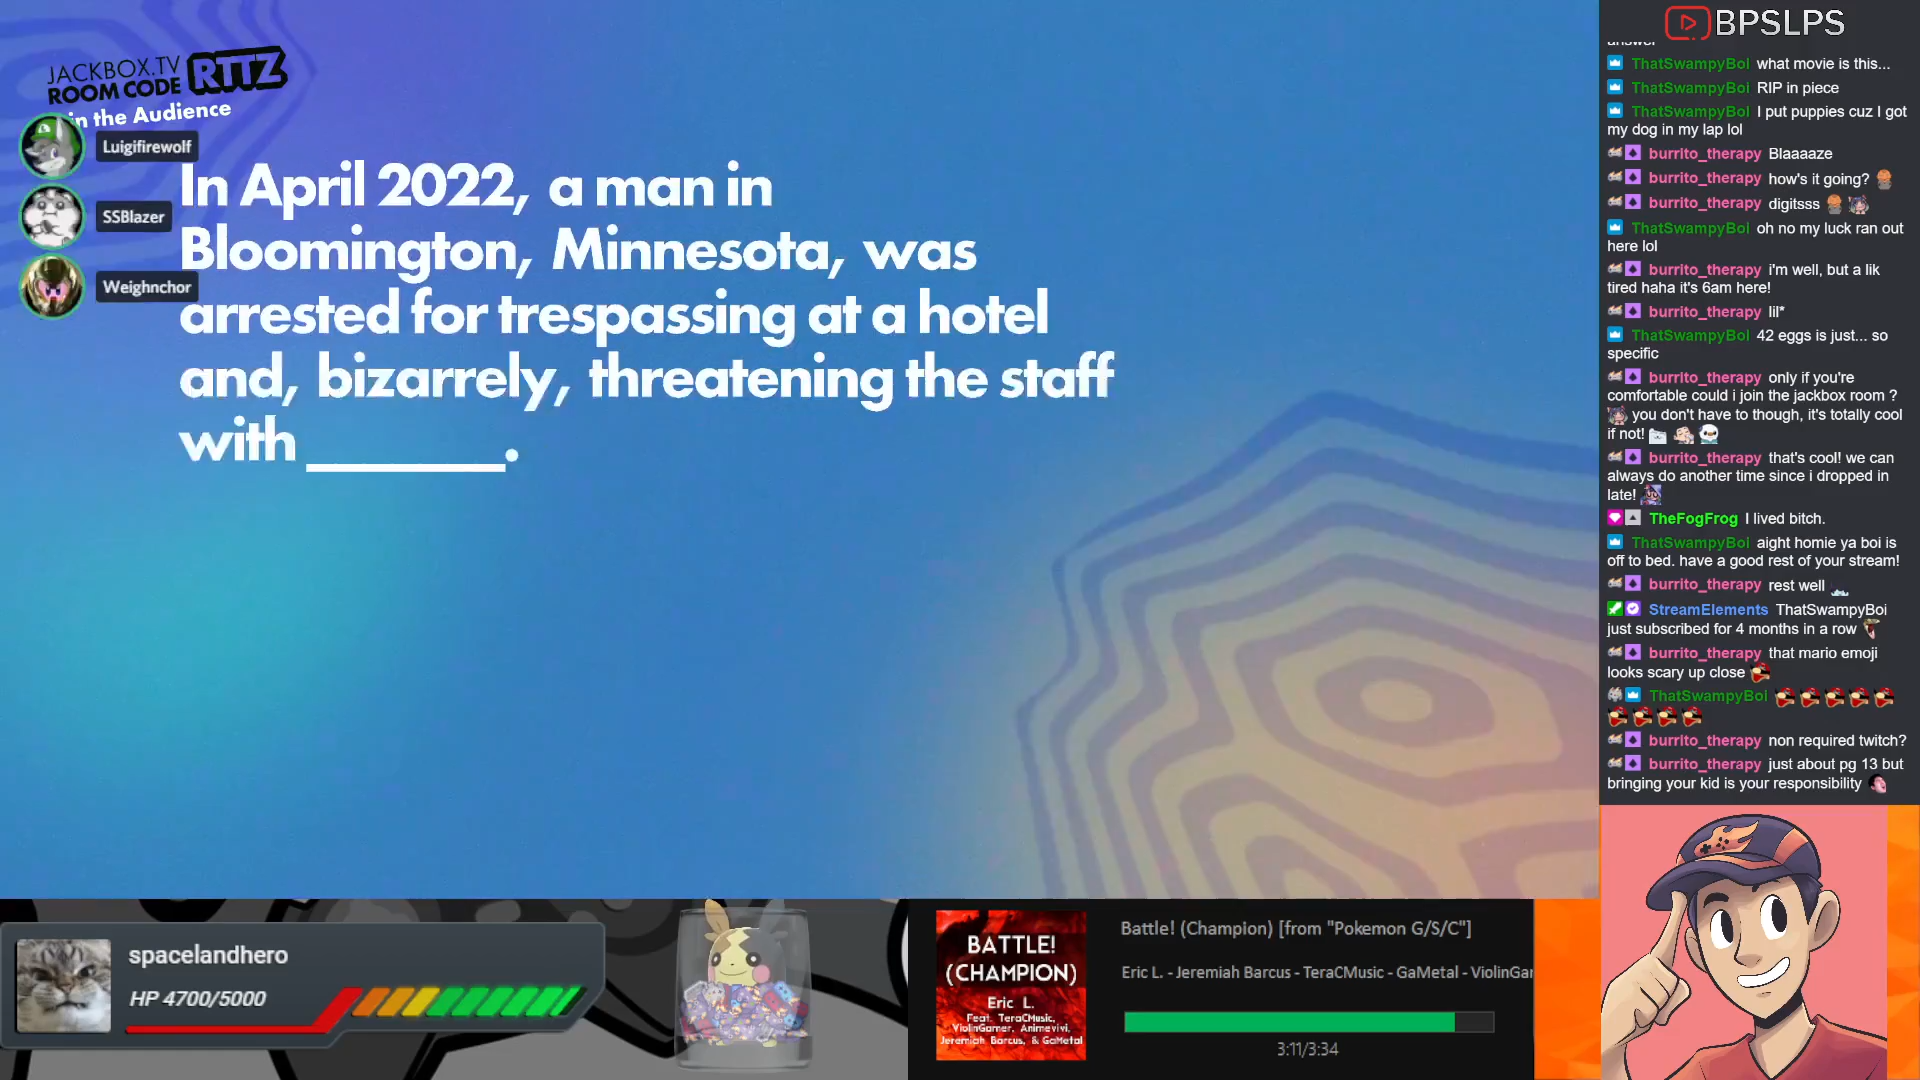 JACKBOX.TV
ROOM CODE RTTZ
in the Audience
Luigifirewolf
SSBlazer
Weighnchor
In April 2022, a man in
Bloomington, Minnesota, was
arrested for trespassing at a hotel
and, bizarrely, threatening the staff
with ________.
BPSLPS
answer
ThatSwampyBoi what movie is this...
ThatSwampyBoi RIP in piece
ThatSwampyBoi I put puppies cuz I got
my dog in my lap lol
burrito_therapy Blaaaaze
burrito_therapy how's it going?
burrito_therapy digitsss
ThatSwampyBoi oh no my luck ran out
here lol
burrito_therapy i'm well, but a lik
tired haha it's 6am here!
burrito_therapy lil*
ThatSwampyBoi 42 eggs is just... so
specific
burrito_therapy only if you're
comfortable could i join the jackbox room ?
you don't have to though, it's totally cool
if not!
burrito_therapy that's cool! we can
always do another time since i dropped in
late!
TheFogFrog I lived bitch.
ThatSwampyBoi aight homie ya boi is
off to bed. have a good rest of your stream!
burrito_therapy rest well
StreamElements ThatSwampyBoi
just subscribed for 4 months in a row
burrito_therapy that mario emoji
looks scary up close
ThatSwampyBoi
burrito_therapy non required twitch?
burrito_therapy just about pg 13 but
bringing your kid is your responsibility
spacelandhero
HP 4700/5000
BATTLE!
(CHAMPION)
Eric L.
Feat. TeraCMusic,
ViolinGamer, Animevivi,
Jeremiah Barcus, & GaMetal
Battle! (Champion) [from "Pokemon G/S/C"]
Eric L. - Jeremiah Barcus - TeraCMusic - GaMetal - ViolinGar
3:11/3:34